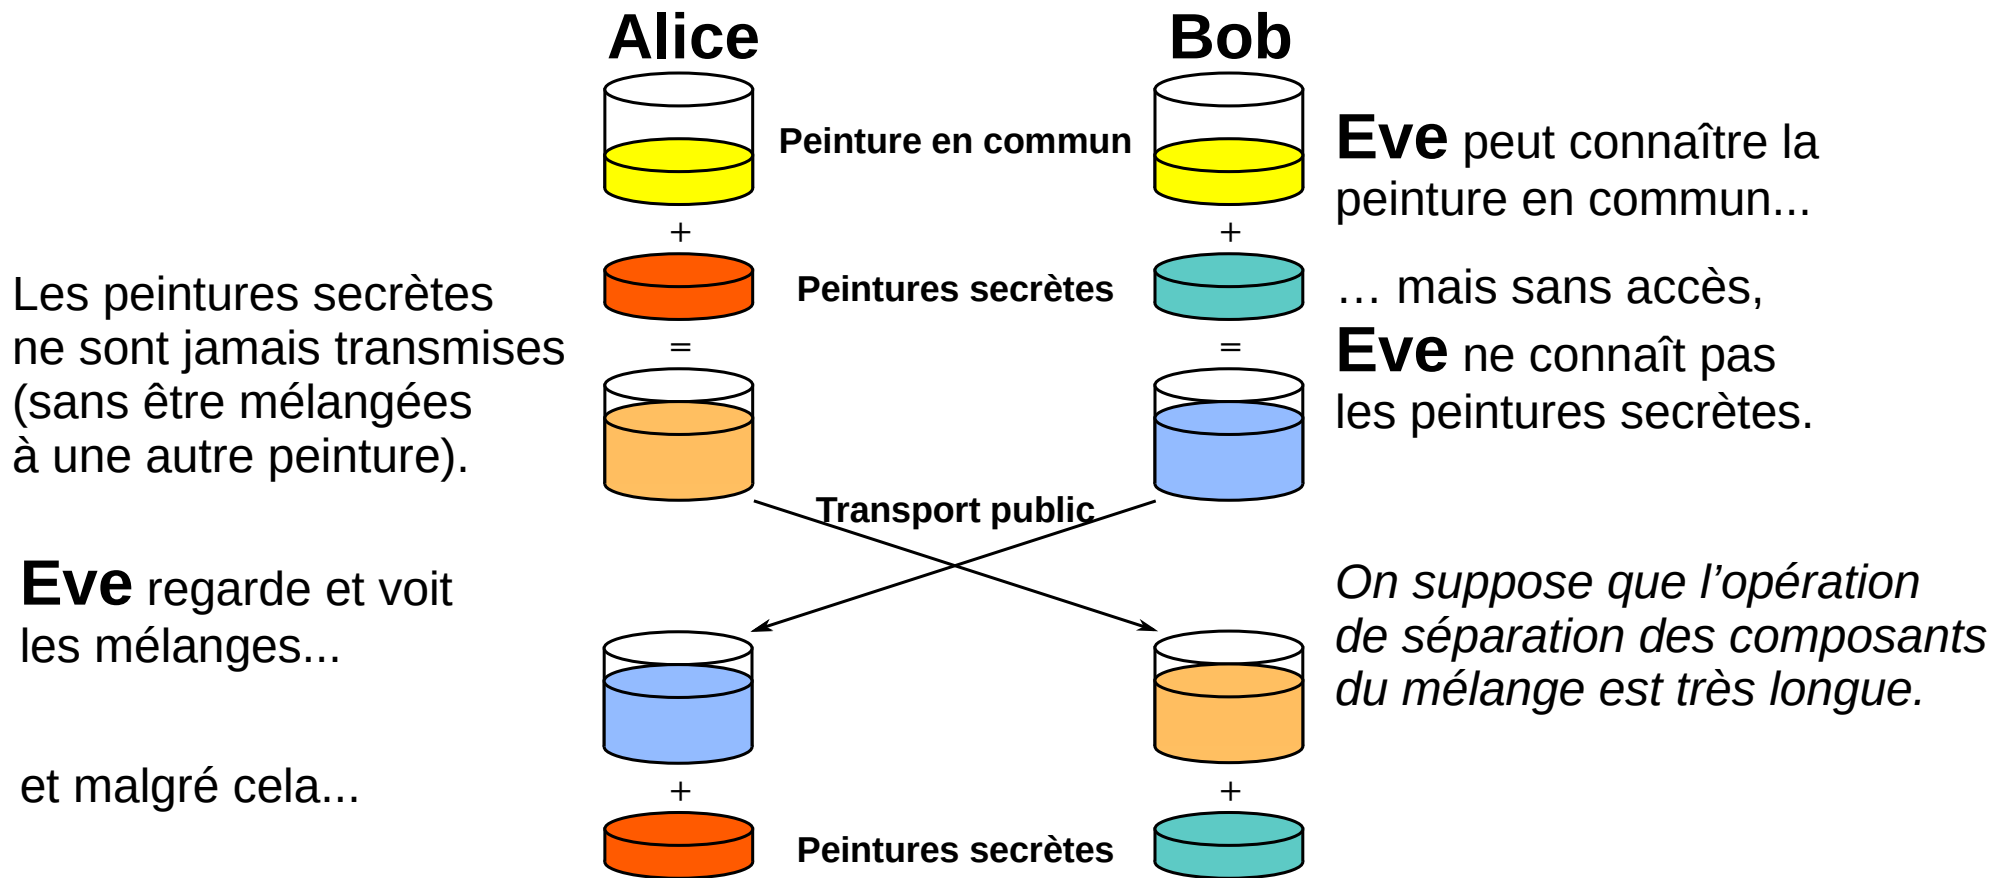 Alice
Bob
Peinture en commun
Eve peut connaître la
peinture en commun...
+
+
Les peintures secrètes
ne sont jamais transmises
(sans être mélangées
à une autre peinture).
Peintures secrètes
… mais sans accès,
Eve ne connaît pas
les peintures secrètes.
=
=
Transport public
Eve regarde et voit
les mélanges...
On suppose que l’opération
de séparation des composants
du mélange est très longue.
et malgré cela...
+
+
Peintures secrètes